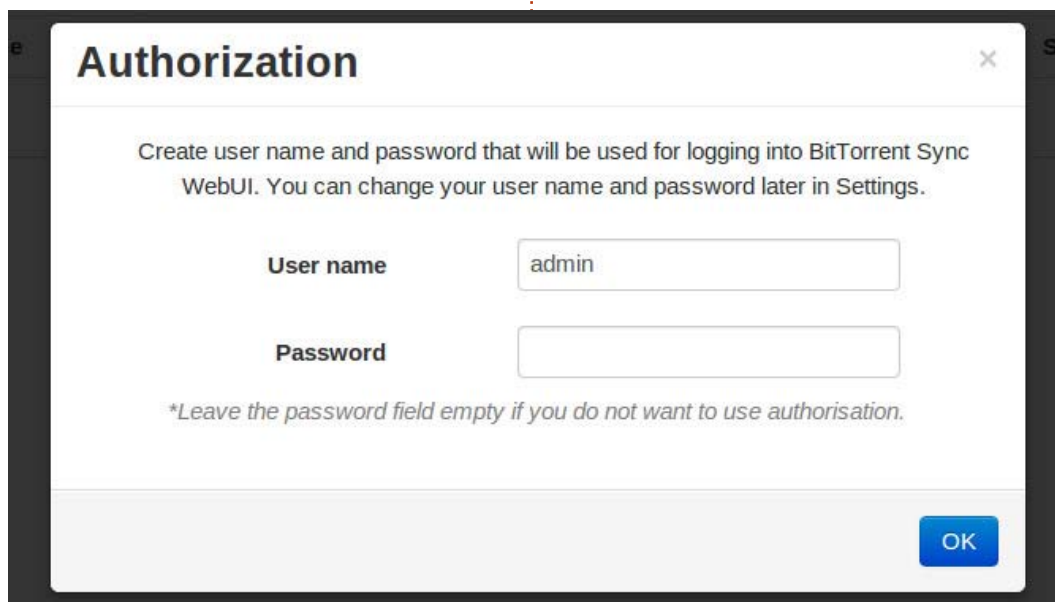 e
S
Authorization
×
Create user name and password that will be used for logging into BitTorrent Sync
WebUI. You can change your user name and password later in Settings.
User name
admin
Password
*Leave the password field empty if you do not want to use authorisation.
OK